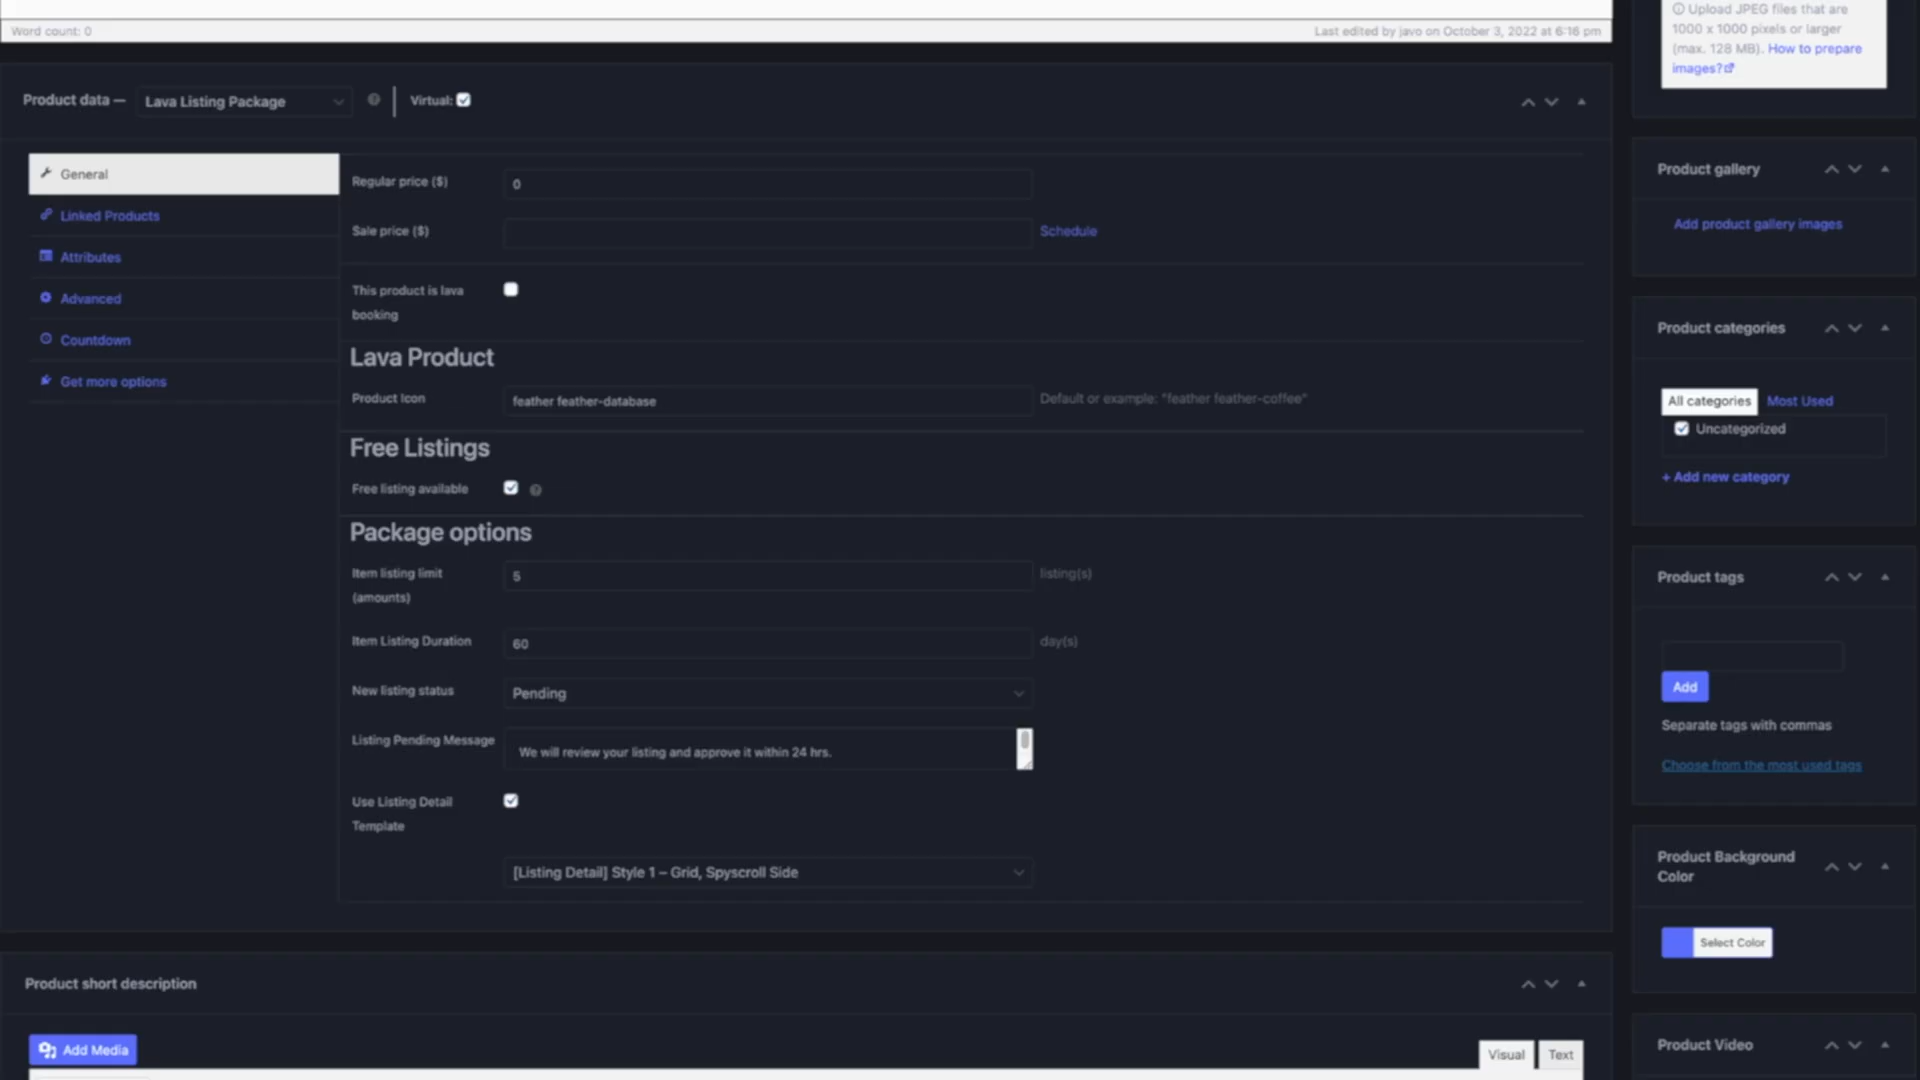 Word count: 0
Last edited by javo on October 3, 2022 at 6:16 pm
Product data — Lava Listing Package
Virtual:
General
Linked Products
Attributes
Advanced
Countdown
Get more options
Regular price ($)
0
Sale price ($)
Schedule
This product is lava
booking
Lava Product
Product Icon
feather feather-database
Default or example: "feather feather-coffee"
Free Listings
Free listing available
Package options
Item listing limit
(amounts)
5
listing(s)
Item Listing Duration
60
day(s)
New listing status
Pending
Listing Pending Message
We will review your listing and approve it within 24 hrs.
Use Listing Detail
Template
[Listing Detail] Style 1 – Grid, Spyscroll Side
Product short description
Add Media
Visual
Text
Upload JPEG files that are
1000 x 1000 pixels or larger
(max. 128 MB). How to prepare
images?
Product gallery
Add product gallery images
Product categories
All categories
Most Used
Uncategorized
+ Add new category
Product tags
Add
Separate tags with commas
Choose from the most used tags
Product Background
Color
Select Color
Product Video